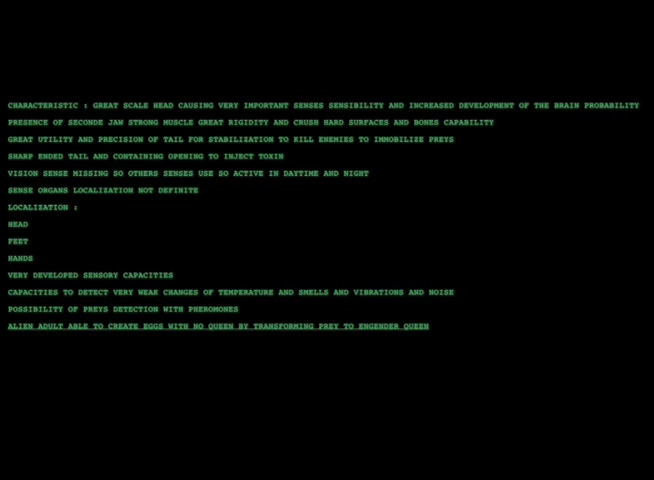 CHARACTERISTIC : GREAT SCALE HEAD CAUSING VERY IMPORTANT SENSES SENSIBILITY AND INCREASED DEVELOPMENT OF THE BRAIN PROBABILITY
PRESENCE OF SECONDE JAW STRONG MUSCLE GREAT RIGIDITY AND CRUSH HARD SURFACES AND BONES CAPABILITY
GREAT UTILITY AND PRECISION OF TAIL FOR STABILIZATION TO KILL ENEMIES TO IMMOBILIZE PREYS
SHARP ENDED TAIL AND CONTAINING OPENING TO INJECT TOXIN
VISION SENSE MISSING SO OTHERS SENSES USE SO ACTIVE IN DAYTIME AND NIGHT
SENSE ORGANS LOCALIZATION NOT DEFINITE
LOCALIZATION :
HEAD
FEET
HANDS
VERY DEVELOPED SENSORY CAPACITIES
CAPACITIES TO DETECT VERY WEAK CHANGES OF TEMPERATURE AND SMELLS AND VIBRATIONS AND NOISE
POSSIBILITY OF PREYS DETECTION WITH PHEROMONES
ALIEN ADULT ABLE TO CREATE EGGS WITH NO QUEEN BY TRANSFORMING PREY TO ENGENDER QUEEN